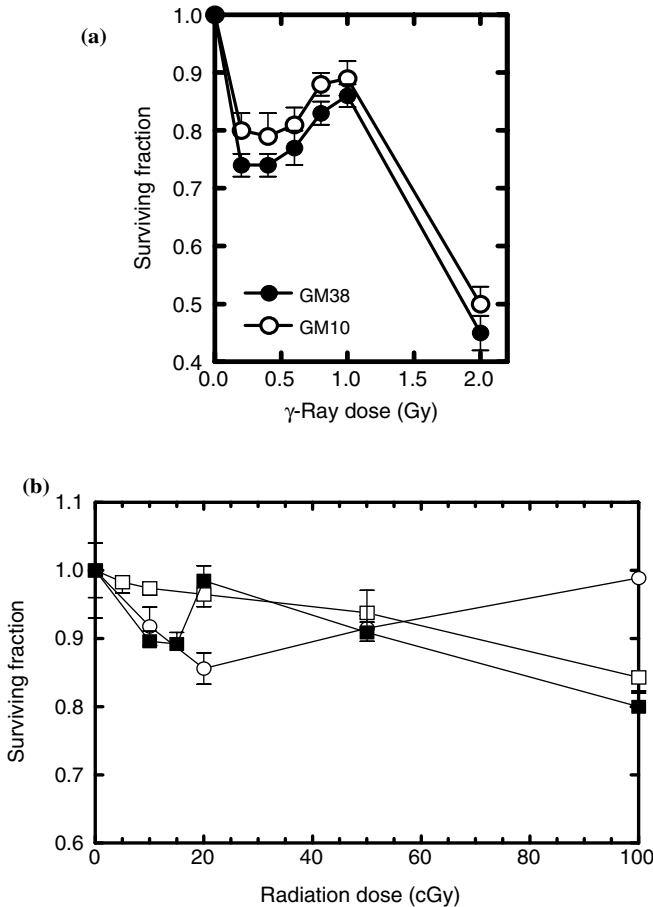 (a)
1.0
0.9
0.8
0.7
0.6
0.5
0.4
Surviving fraction
GM38
GM10
0.0 0.5 1.0 1.5 2.0
γ-Ray dose (Gy)
(b)
1.1
1.0
0.9
0.8
0.7
0.6
Surviving fraction
0 20 40 60 80 100
Radiation dose (cGy)